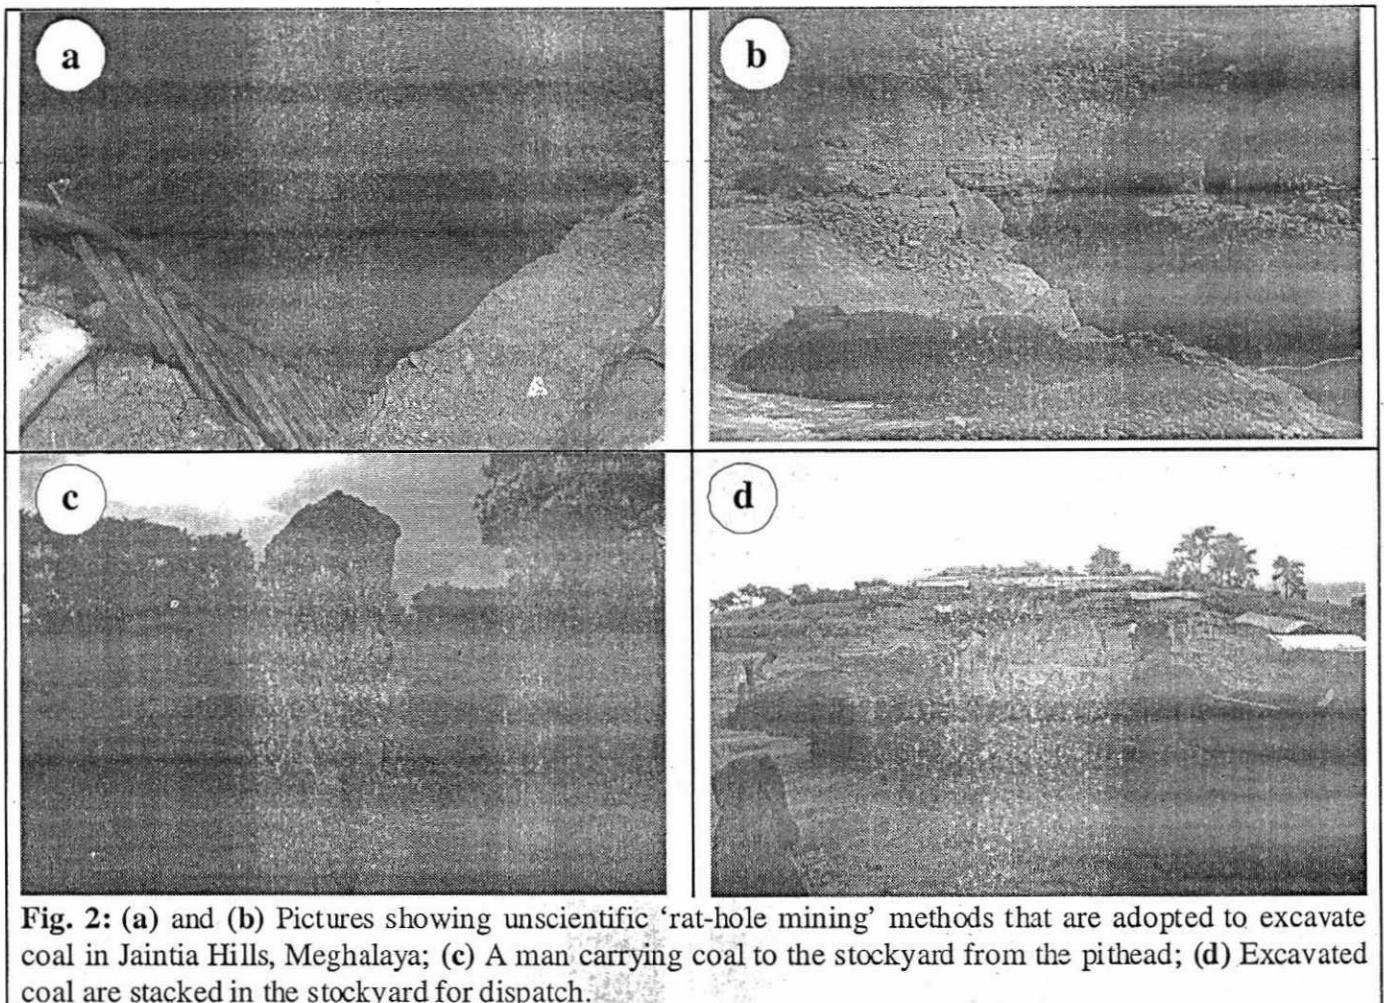 a
b
c
d
Fig. 2: (a) and (b) Pictures showing unscientific ‘rat-hole mining’ methods that are adopted to excavate
coal in Jaintia Hills, Meghalaya; (c) A man carrying coal to the stockyard from the pithead; (d) Excavated
coal are stacked in the stockyard for dispatch.